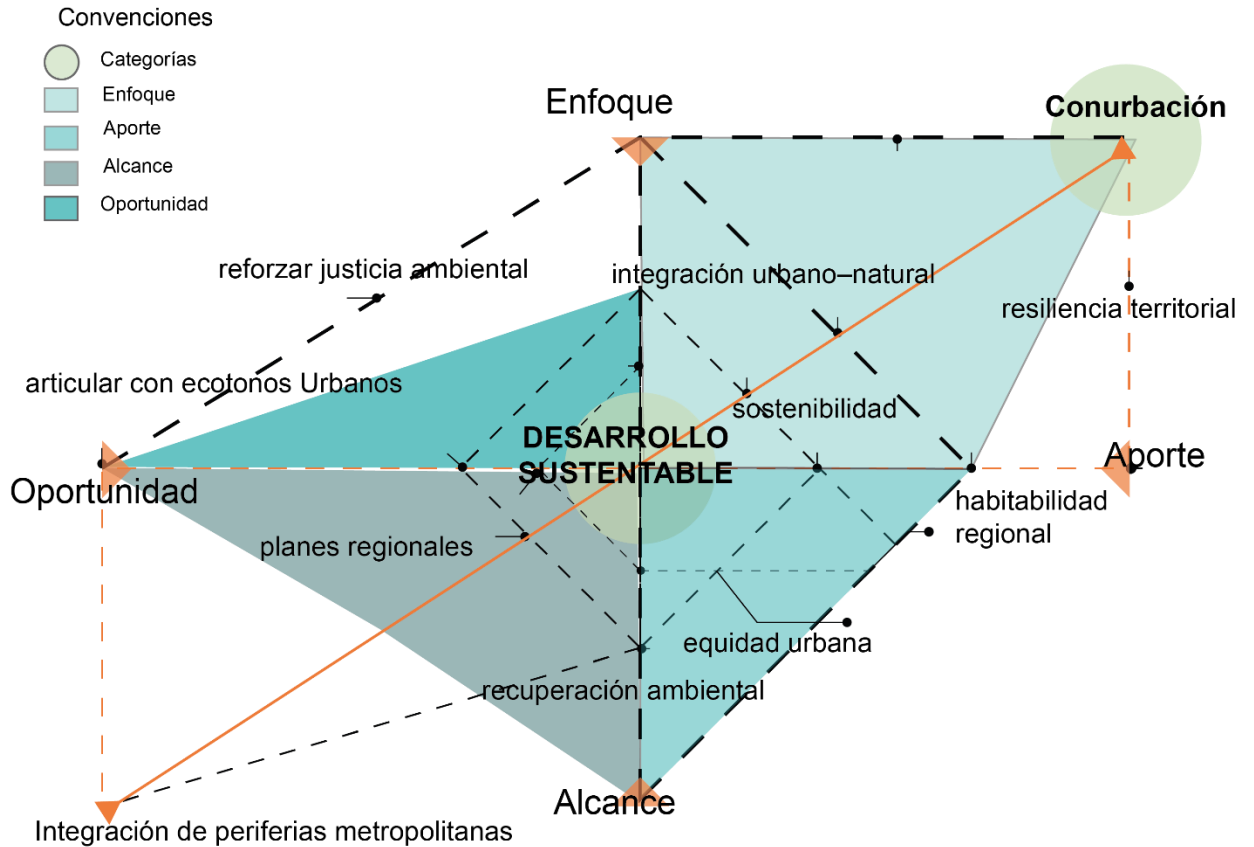 Convenciones
Categorías
Enfoque
Aporte
Alcance
Oportunidad
Enfoque
Conurbación
reforzar justicia ambiental
integración urbano–natural
resiliencia territorial
articular con ecotonos Urbanos
sostenibilidad
DESARROLLO
SUSTENTABLE
Aporte
Oportunidad
habitabilidad
regional
planes regionales
equidad urbana
recuperación ambiental
Alcance
Integración de periferias metropolitanas